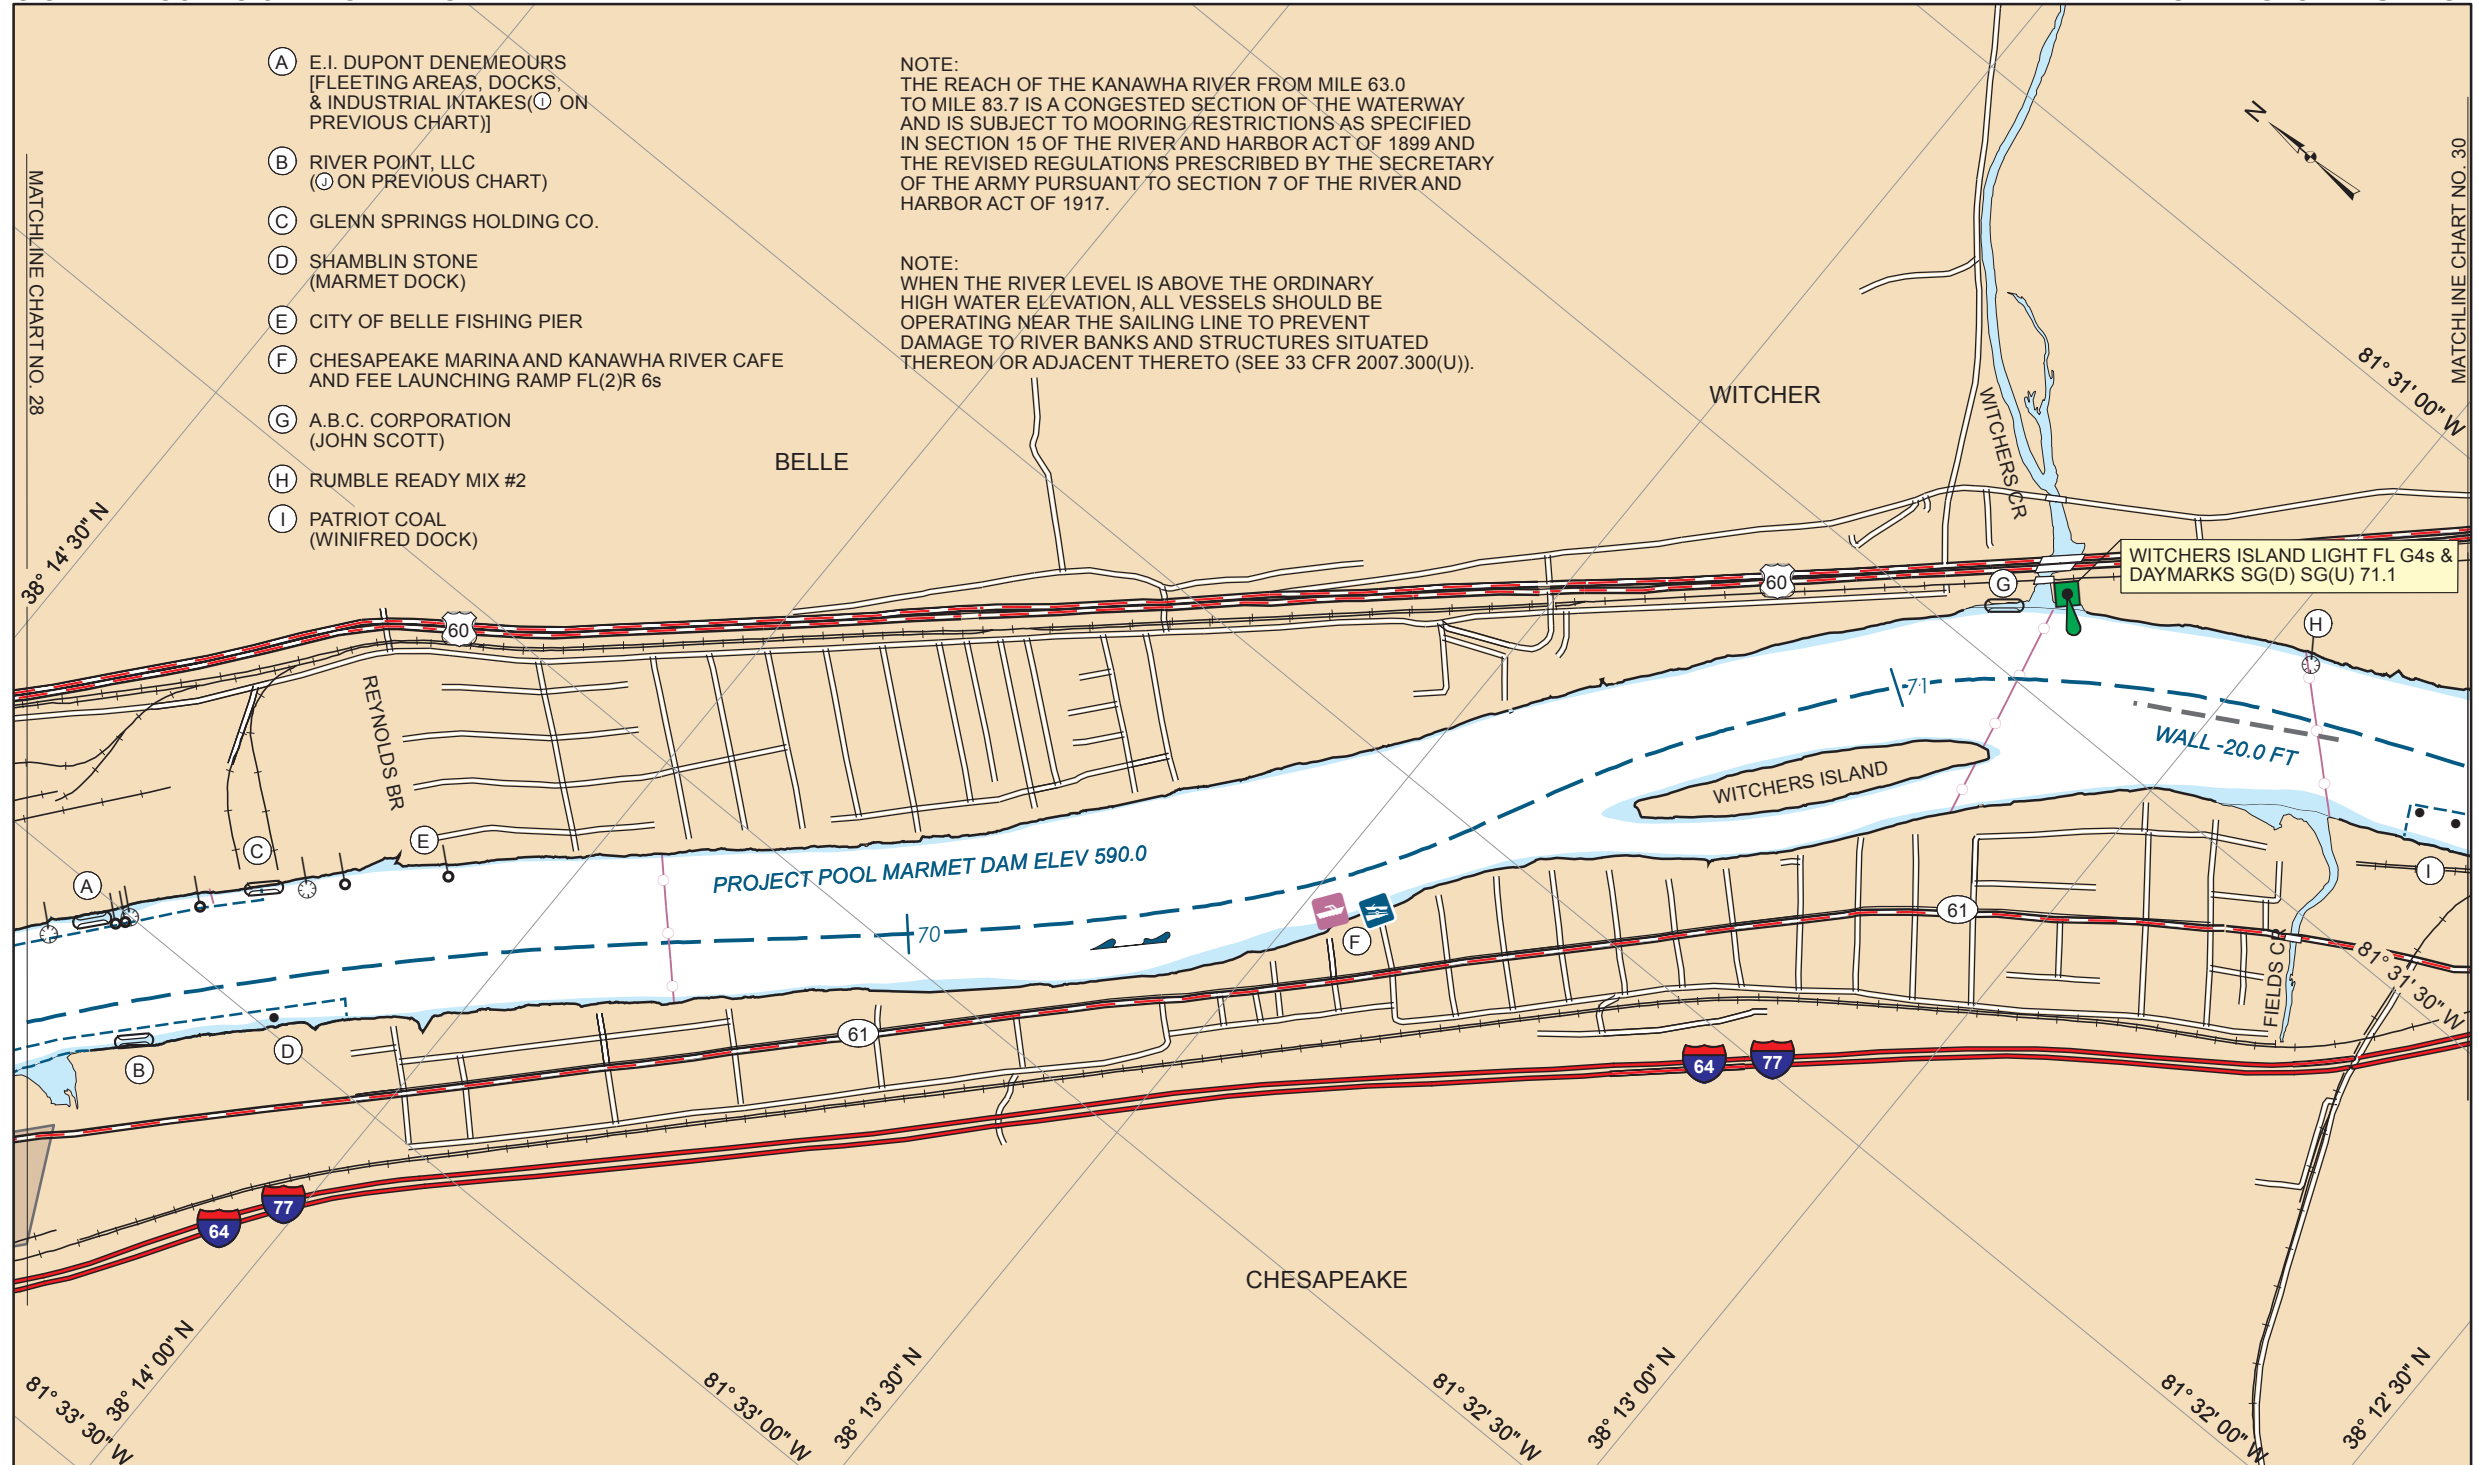 A E.I. DUPONT DENEMEOURS
[FLEETING AREAS, DOCKS,
& INDUSTRIAL INTAKES(I ON
PREVIOUS CHART)]
B RIVER POINT, LLC
(J ON PREVIOUS CHART)
C GLENN SPRINGS HOLDING CO.
D SHAMBLIN STONE
(MARMET DOCK)
E CITY OF BELLE FISHING PIER
F CHESAPEAKE MARINA AND KANAWHA RIVER CAFE
AND FEE LAUNCHING RAMP FL(2)R 6s
G A.B.C. CORPORATION
(JOHN SCOTT)
H RUMBLE READY MIX #2
I PATRIOT COAL
(WINIFRED DOCK)
NOTE:
THE REACH OF THE KANAWHA RIVER FROM MILE 63.0
TO MILE 83.7 IS A CONGESTED SECTION OF THE WATERWAY
AND IS SUBJECT TO MOORING RESTRICTIONS AS SPECIFIED
IN SECTION 15 OF THE RIVER AND HARBOR ACT OF 1899 AND
THE REVISED REGULATIONS PRESCRIBED BY THE SECRETARY
OF THE ARMY PURSUANT TO SECTION 7 OF THE RIVER AND
HARBOR ACT OF 1917.
NOTE:
WHEN THE RIVER LEVEL IS ABOVE THE ORDINARY
HIGH WATER ELEVATION, ALL VESSELS SHOULD BE
OPERATING NEAR THE SAILING LINE TO PREVENT
DAMAGE TO RIVER BANKS AND STRUCTURES SITUATED
THEREON OR ADJACENT THERETO (SEE 33 CFR 2007.300(U)).
N
MATCHLINE CHART NO. 28
MATCHLINE CHART NO. 30
81° 31' 00" W
WITCHER
BELLE
WITCHERS CR
38° 14' 30" N
WITCHERS ISLAND LIGHT FL G4s &
DAYMARKS SG(D) SG(U) 71.1
60
60
G
H
REYNOLDS BR
71
WALL -20.0 FT
WITCHERS ISLAND
E
C
A
PROJECT POOL MARMET DAM ELEV 590.0
70
F
61
I
FIELDS CR
81° 31' 30" W
61
D
B
64
77
77
64
CHESAPEAKE
81° 33' 30" W
38° 14' 00" N
81° 33' 00" W
38° 13' 30" N
81° 32' 30" W
38° 13' 00" N
81° 32' 00" W
38° 12' 30" N